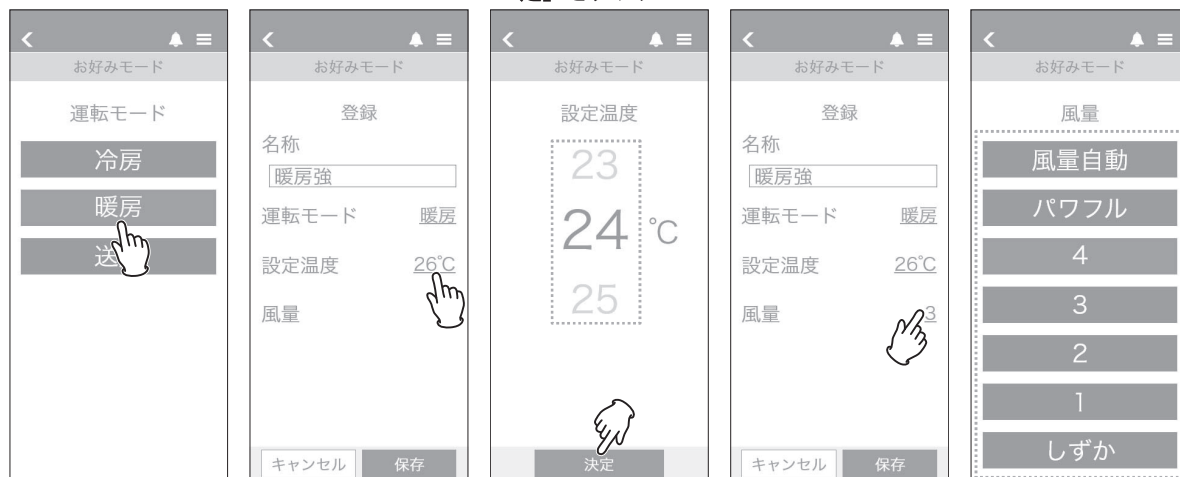 お好みモード
運転モード
冷房
暖房
送
お好みモード
登録
名称
暖房強
運転モード 暖房
設定温度 26℃
風量
キャンセル 保存
お好みモード
設定温度
23
24 ℃
25
決定
お好みモード
登録
名称
暖房強
運転モード 暖房
設定温度 26℃
風量 3
キャンセル 保存
お好みモード
風量
風量自動
パワフル
4
3
2
1
しずか